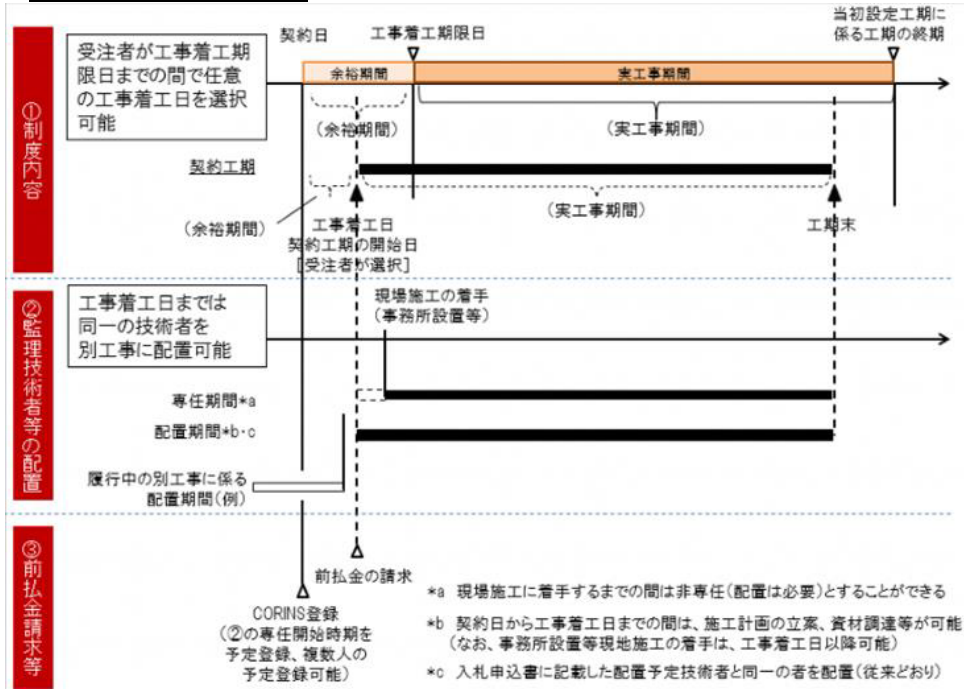 契約日
工事着工期限日
当初設定工期に
係る工期の終期
受注者が工事着工期
限日までの間で任意
の工事着工日を選択
可能
余裕期間
実工事期間
(余裕期間)
(実工事期間)
①制度内容
契約工期
(余裕期間)
工事着工日
契約工期の開始日
[受注者が選択]
(実工事期間)
工期末
②監理技術者等の配置
工事着工日までは
同一の技術者を
別工事に配置可能
現場施工の着手
(事務所設置等)
専任期間*a
配置期間*b・c
履行中の別工事に係る
配置期間(例)
③前払金請求等
前払金の請求
CORINS登録
(②の専任開始時期を
予定登録、複数人の
予定登録可能)
*a 現場施工に着手するまでの間は非専任(配置は必要)とすることができる
*b 契約日から工事着工日までの間は、施工計画の立案、資材調達等が可能
(なお、事務所設置等現地施工の着手は、工事着工日以降可能)
*c 入札申込書に記載した配置予定技術者と同一の者を配置(従来どおり)